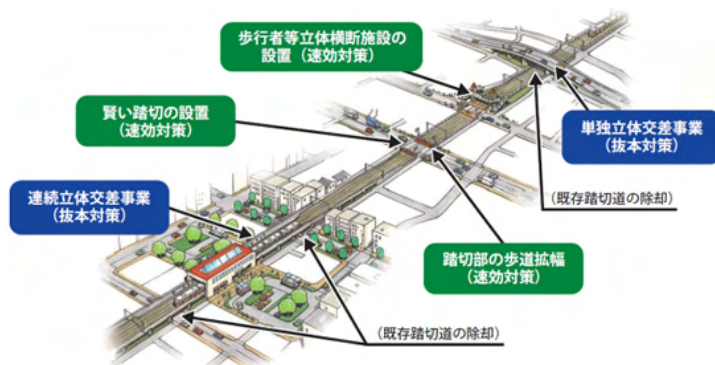 歩行者等立体横断施設の
設置（速効対策）
賢い踏切の設置
（速効対策）
単独立体交差事業
（抜本対策）
（既存踏切道の除却）
連続立体交差事業
（抜本対策）
踏切部の歩道拡幅
（速効対策）
（既存踏切道の除却）